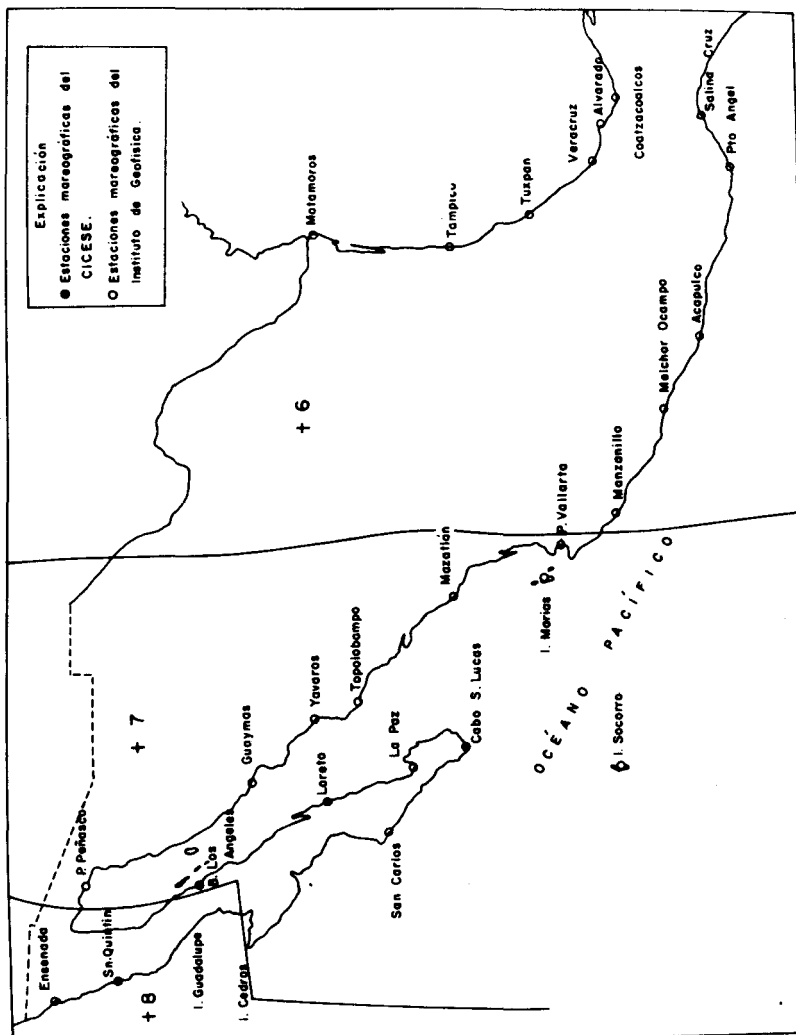 Explicación
● Estaciones mareográficas del
CICESE.
○ Estaciones mareográficas del
Instituto de Geofísica.
Ensenada
Sn. Quintín
+ 8
I. Guadalupe
I. Cedros
P. Peñasco
B. Los
Angeles
+ 7
Guaymas
Loreto
Yavaros
Topolobampo
La Paz
San Carlos
Cabo S. Lucas
Mazatlán
I. Marías
P. Vallarta
OCÉANO PACÍFICO
I. Socorro
+ 6
Manzanillo
Melchor Ocampo
Acapulco
Pto Angel
Salina Cruz
Matamoros
Tampico
Tuxpan
Veracruz
Alvarado
Coatzacoalcos